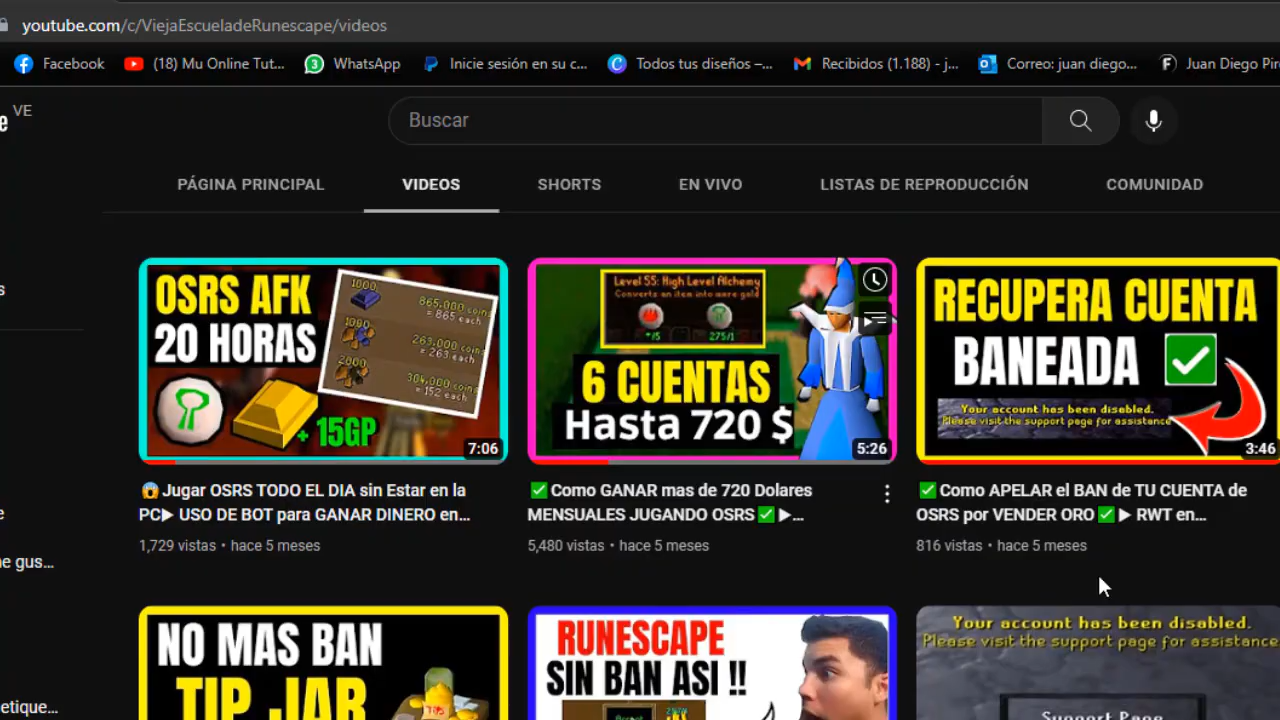 youtube.com/c/ViejaEscueladeRunescape/videos
Facebook (18) Mu Online Tut... 3 WhatsApp Inicie sesión en su c... Todos tus diseños –... Recibidos (1.188) - j... Correo: juan diego... Juan Diego Pir
e VE
Buscar
PÁGINA PRINCIPAL VIDEOS SHORTS EN VIVO LISTAS DE REPRODUCCIÓN COMUNIDAD
s
OSRS AFK
20 HORAS
1000 865,000 coins
= 865 each
1000 263,000 coins
= 263 each
2000 304,000 coins
= 152 each
+ 15GP
7:06
Level 55: High Level Alchemy
Converts an item into more gold
275/1
6 CUENTAS
Hasta 720 $
5:26
RECUPERA CUENTA
BANEADA
Your account has been disabled.
Please visit the support page for assistance
3:46
😱Jugar OSRS TODO EL DIA sin Estar en la
PC▶ USO DE BOT para GANAR DINERO en...
1,729 vistas • hace 5 meses
✅Como GANAR mas de 720 Dolares
MENSUALES JUGANDO OSRS ✅ ▶...
5,480 vistas • hace 5 meses
✅Como APELAR el BAN de TU CUENTA de
OSRS por VENDER ORO ✅ ▶ RWT en...
816 vistas • hace 5 meses
e
e gus...
etique...
NO MAS BAN
TIP JAR
TIPS
RUNESCAPE
SIN BAN ASI !!
Accept
Your account has been disabled.
Please visit the support page for assistance
Support Page